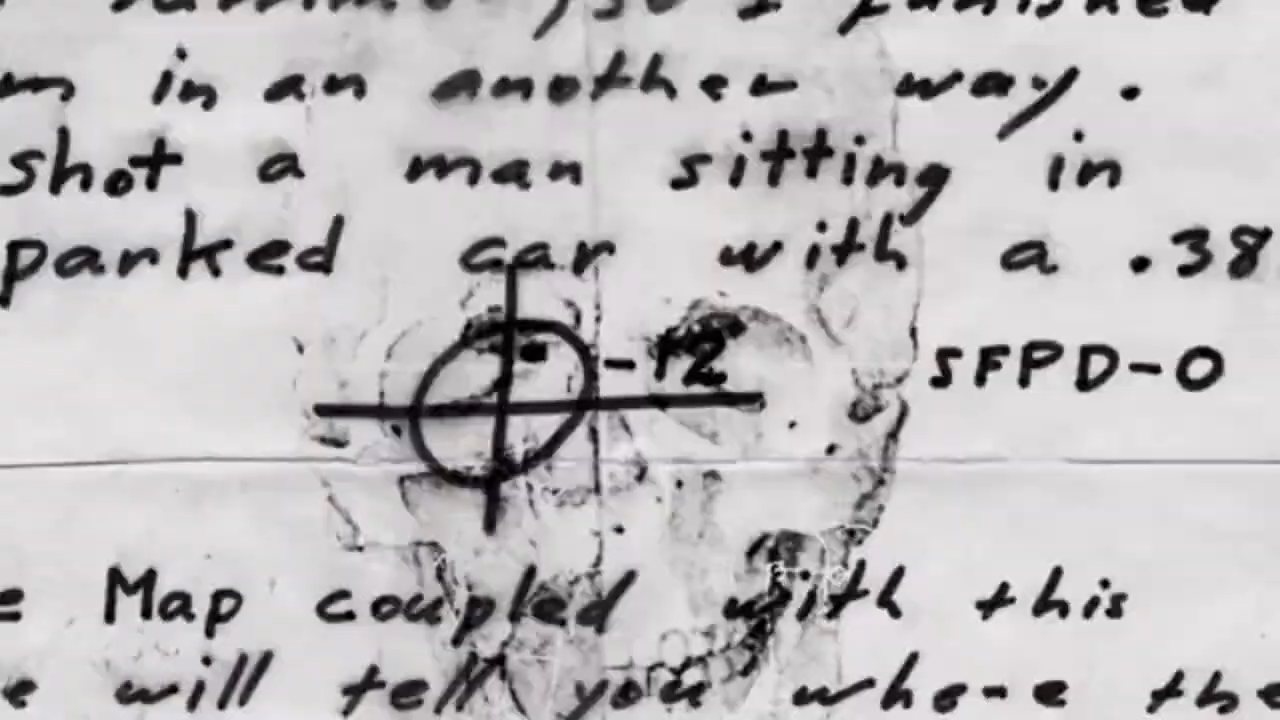 punished
in an another way.
shot a man sitting in
parked car with a .38
-12 SFPD-0
Map coupled with this
will tell you where the